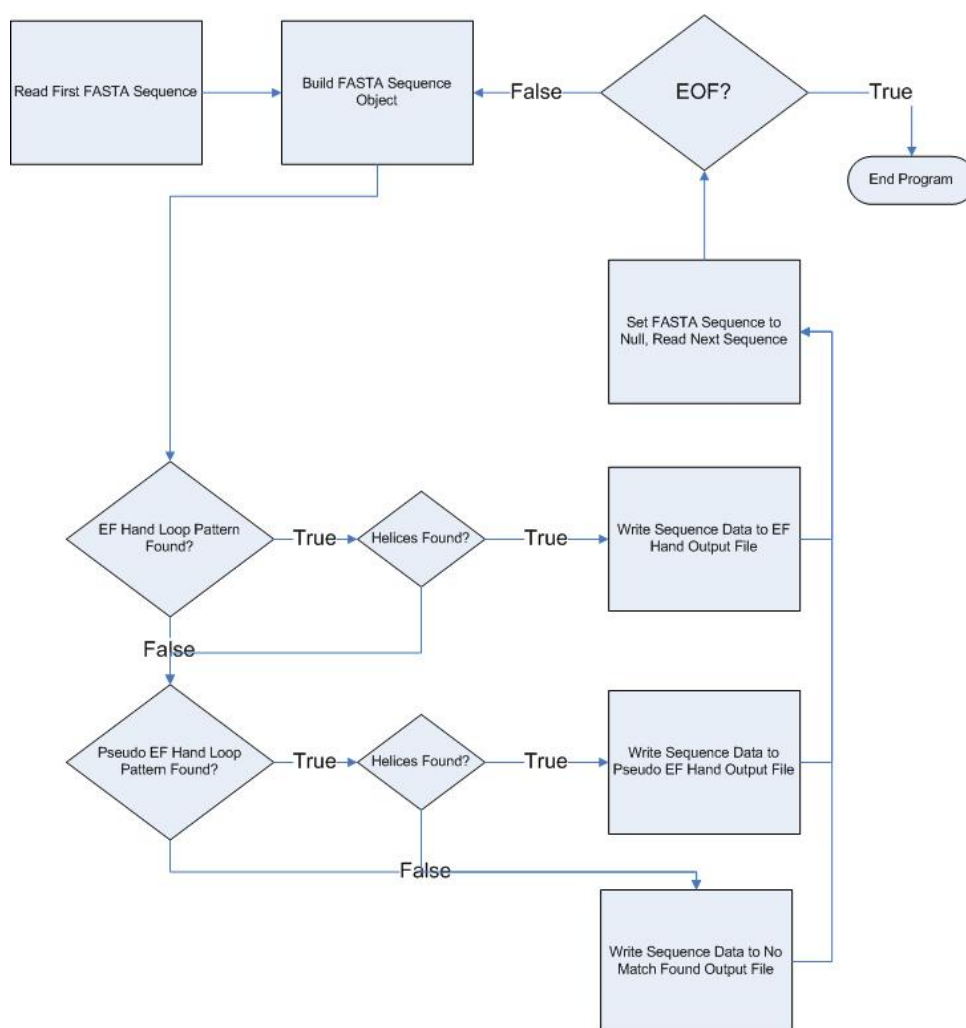 Read First FASTA Sequence
Build FASTA Sequence
Object
False
EOF?
True
End Program
Set FASTA Sequence to
Null, Read Next Sequence
EF Hand Loop Pattern
Found?
True
Helices Found?
True
Write Sequence Data to EF
Hand Output File
False
Pseudo EF Hand Loop
Pattern Found?
True
Helices Found?
True
Write Sequence Data to
Pseudo EF Hand Output File
False
Write Sequence Data to No
Match Found Output File